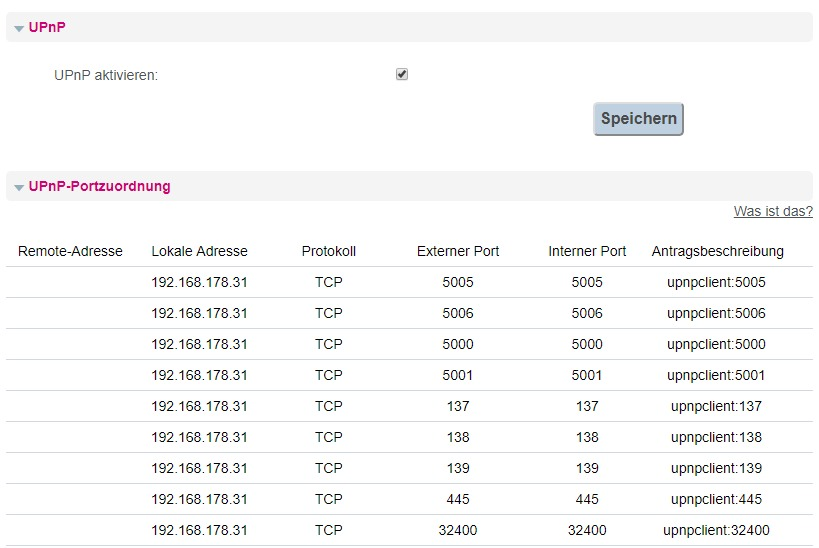 UPnP
UPnP aktivieren:
Speichern
UPnP-Portzuordnung
Was ist das?
Remote-Adresse Lokale Adresse Protokoll Externer Port Interner Port Antragsbeschreibung
192.168.178.31 TCP 5005 5005 upnpclient:5005
192.168.178.31 TCP 5006 5006 upnpclient:5006
192.168.178.31 TCP 5000 5000 upnpclient:5000
192.168.178.31 TCP 5001 5001 upnpclient:5001
192.168.178.31 TCP 137 137 upnpclient:137
192.168.178.31 TCP 138 138 upnpclient:138
192.168.178.31 TCP 139 139 upnpclient:139
192.168.178.31 TCP 445 445 upnpclient:445
192.168.178.31 TCP 32400 32400 upnpclient:32400